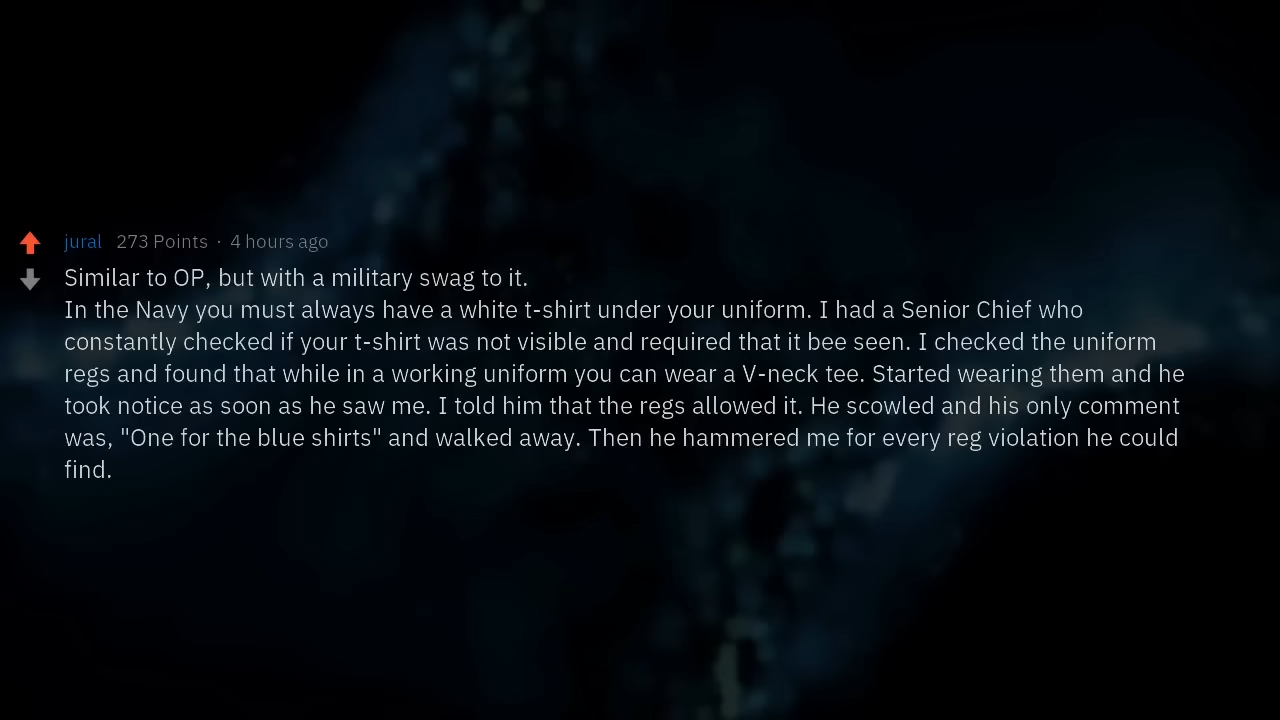 jural 273 Points · 4 hours ago
Similar to OP, but with a military swag to it.
In the Navy you must always have a white t-shirt under your uniform. I had a Senior Chief who
constantly checked if your t-shirt was not visible and required that it bee seen. I checked the uniform
regs and found that while in a working uniform you can wear a V-neck tee. Started wearing them and he
took notice as soon as he saw me. I told him that the regs allowed it. He scowled and his only comment
was, "One for the blue shirts" and walked away. Then he hammered me for every reg violation he could
find.